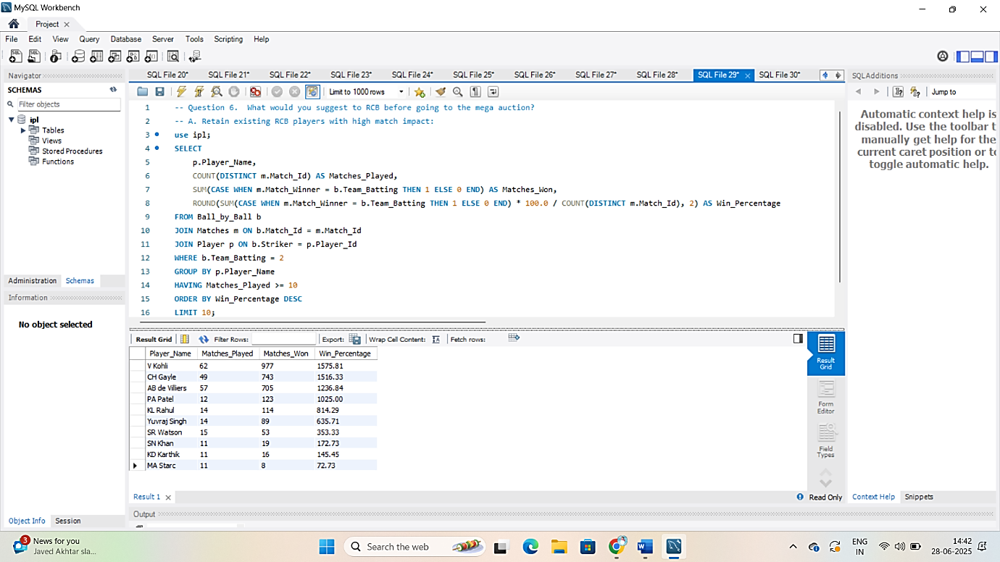 MySQL Workbench
Project
File Edit View Query Database Server Tools Scripting Help
Navigator
SCHEMAS
Filter objects
ipl
Tables
Views
Stored Procedures
Functions
Administration Schemas
Information
No object selected
Object Info Session
SQL File 20* SQL File 21* SQL File 22* SQL File 23* SQL File 24* SQL File 25* SQL File 26* SQL File 27* SQL File 28* SQL File 29* SQL File 30*
Limit to 1000 rows
1 -- Question 6. What would you suggest to RCB before going to the mega auction?
2 -- A. Retain existing RCB players with high match impact:
3 use ipl;
4 SELECT
5 p.Player_Name,
6 COUNT(DISTINCT m.Match_Id) AS Matches_Played,
7 SUM(CASE WHEN m.Match_Winner = b.Team_Batting THEN 1 ELSE 0 END) AS Matches_Won,
8 ROUND(SUM(CASE WHEN m.Match_Winner = b.Team_Batting THEN 1 ELSE 0 END) * 100.0 / COUNT(DISTINCT m.Match_Id), 2) AS Win_Percentage
9 FROM Ball_by_Ball b
10 JOIN Matches m ON b.Match_Id = m.Match_Id
11 JOIN Player p ON b.Striker = p.Player_Id
12 WHERE b.Team_Batting = 2
13 GROUP BY p.Player_Name
14 HAVING Matches_Played >= 10
15 ORDER BY Win_Percentage DESC
16 LIMIT 10;
Result Grid Filter Rows: Export: Wrap Cell Content: Fetch rows:
Player_Name Matches_Played Matches_Won Win_Percentage
V Kohli 62 977 1575.81
CH Gayle 49 743 1516.33
AB de Villiers 57 705 1236.84
PA Patel 12 123 1025.00
KL Rahul 14 114 814.29
Yuvraj Singh 14 89 635.71
SR Watson 15 53 353.33
SN Khan 11 19 172.73
KD Karthik 11 16 145.45
MA Starc 11 8 72.73
Result
Grid
Form
Editor
Field
Types
Result 1
Read Only
Output
SQLAdditions
Jump to
Automatic context help is
disabled. Use the toolbar t
manually get help for the
current caret position or to
toggle automatic help.
Context Help Snippets
3
News for you
Javed Akhtar sla...
Search the web
ENG
IN
14:42
28-06-2025